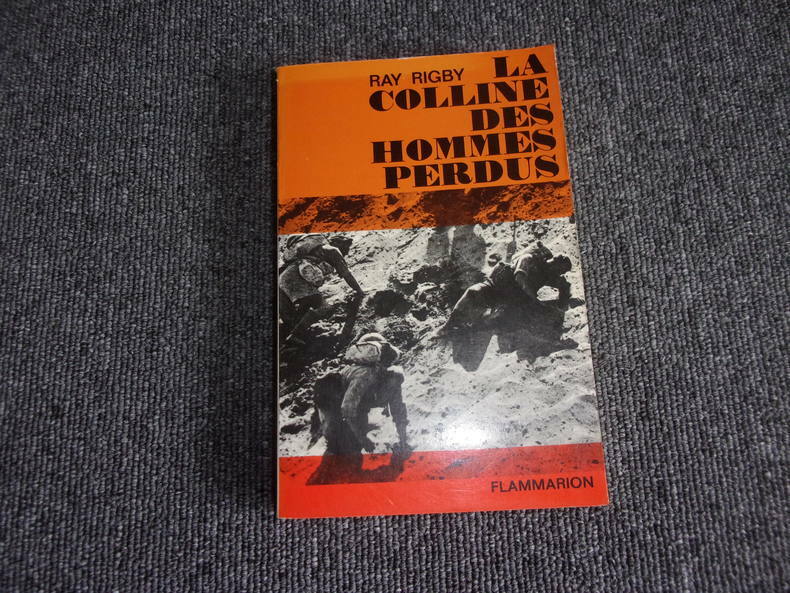 RAY RIGBY LA
COLLINE
DES
HOMMES
PERDUS
FLAMMARION